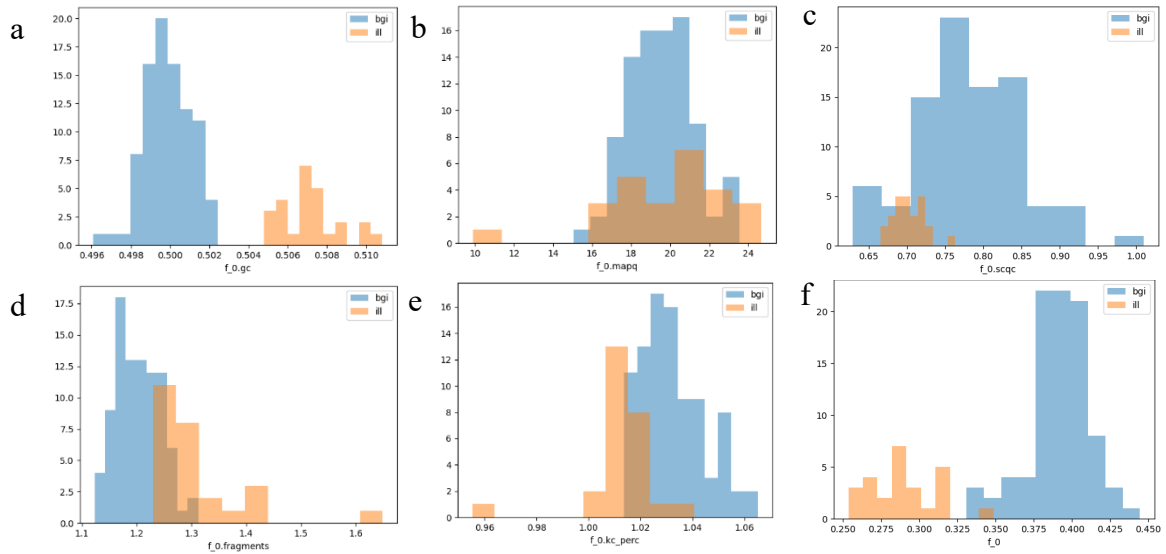 a
20.0
17.5
15.0
12.5
10.0
7.5
5.0
2.5
0.0
0.496 0.498 0.500 0.502 0.504 0.506 0.508 0.510
f_0.gc
bgi
ill
b
16
14
12
10
8
6
4
2
0
10 12 14 16 18 20 22 24
f_0.mapq
bgi
ill
c
20
15
10
5
0
0.65 0.70 0.75 0.80 0.85 0.90 0.95 1.00
f_0.scqc
bgi
ill
d
17.5
15.0
12.5
10.0
7.5
5.0
2.5
0.0
1.1 1.2 1.3 1.4 1.5 1.6
f_0.fragments
bgi
ill
e
16
14
12
10
8
6
4
2
0
0.96 0.98 1.00 1.02 1.04 1.06
f_0.kc_perc
bgi
ill
f
20
15
10
5
0
0.250 0.275 0.300 0.325 0.350 0.375 0.400 0.425 0.450
f_0
bgi
ill